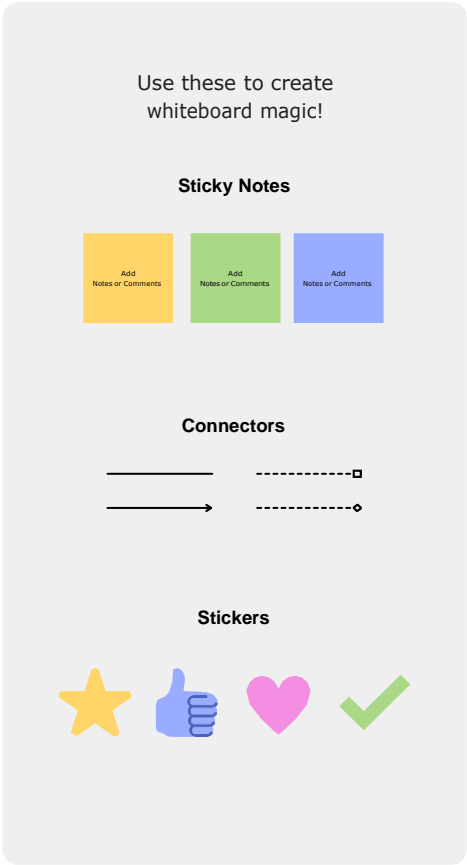 Use these to create
whiteboard magic!
Sticky Notes
Add
Notes or Comments
Add
Notes or Comments
Add
Notes or Comments
Connectors
Stickers